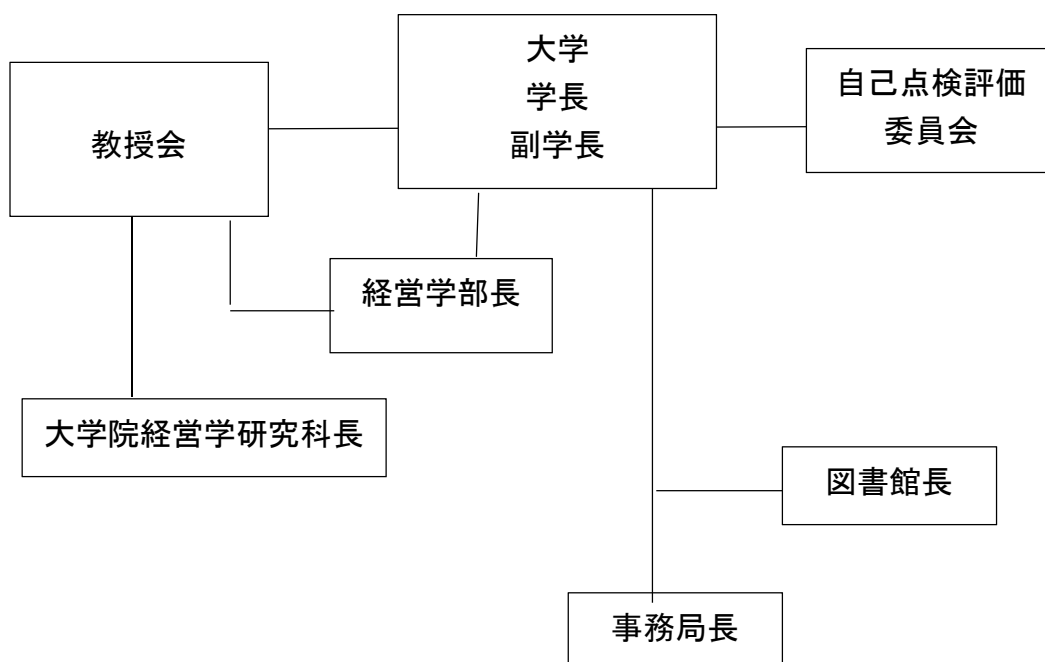 大学
学長
副学長
自己点検評価
委員会
教授会
経営学部長
大学院経営学研究科長
図書館長
事務局長